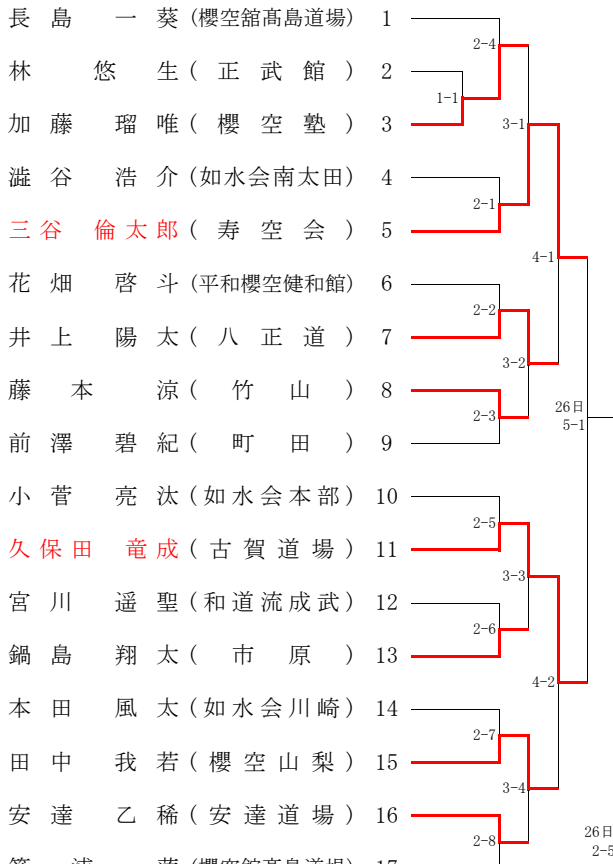 長島 一葵 (櫻空舘髙島道場) 1
2-4
林 悠生 (正武館) 2
1-1
加藤 瑠唯 (櫻空塾) 3
3-1
澁谷 浩介 (如水会南太田) 4
2-1
三谷 倫太郎 (寿空会) 5
4-1
花畑 啓斗 (平和櫻空健和館) 6
2-2
井上 陽太 (八正道) 7
3-2
藤本 涼 (竹山) 8
2-3
26日
5-1
前澤 碧紀 (町田) 9
小菅 亮汰 (如水会本部) 10
2-5
久保田 竜成 (古賀道場) 11
3-3
宮川 遥聖 (和道流成武) 12
2-6
鍋島 翔太 (市原) 13
4-2
本田 風太 (如水会川崎) 14
2-7
田中 我若 (櫻空山梨) 15
3-4
安達 乙稀 (安達道場) 16
2-8
26日
2-5